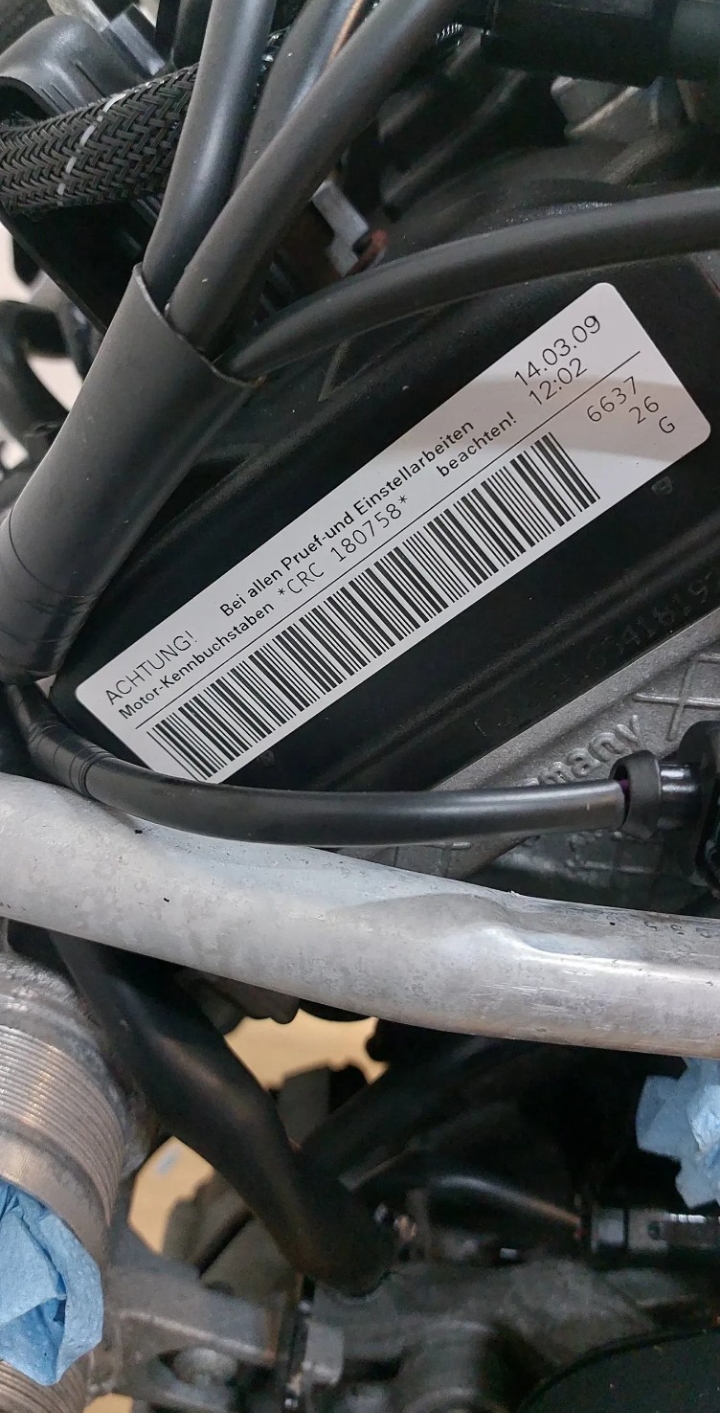 ACHTUNG! Bei allen Pruef-und Einstellarbeiten 14.03.09
Motor-Kennbuchstaben *CRC 180758* beachten! 12:02
6637
26
G